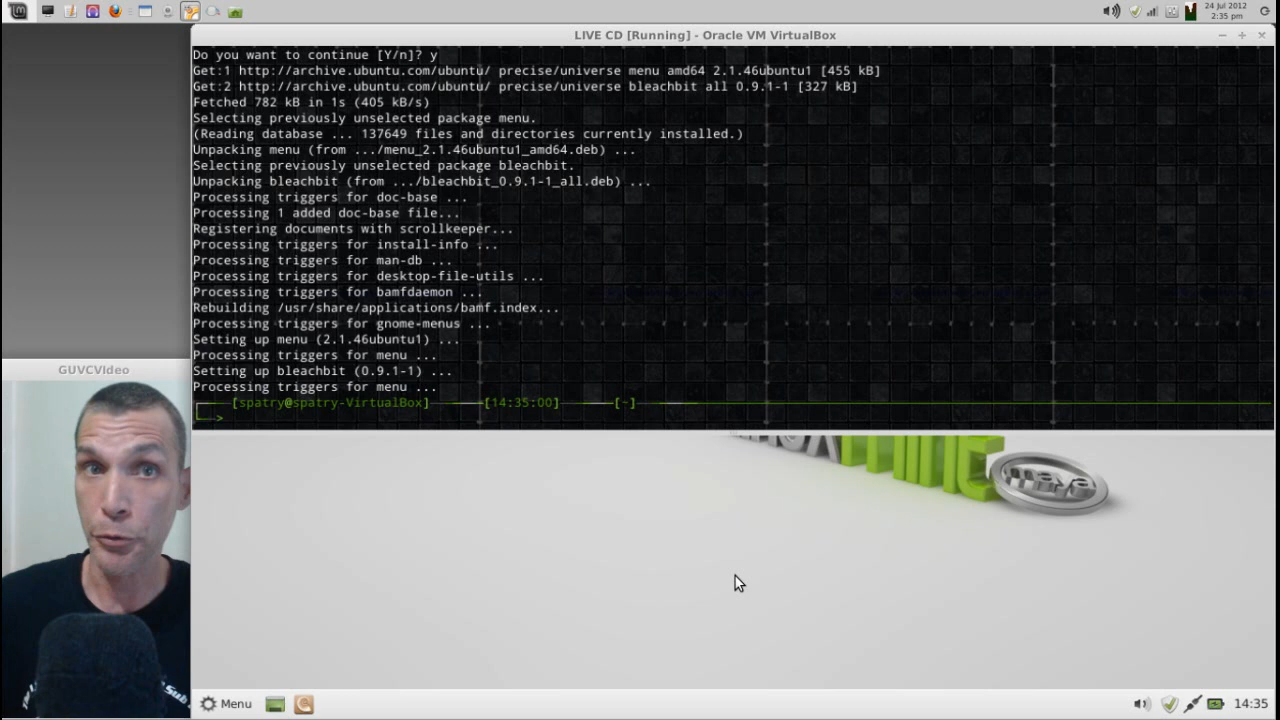 24 Jul 2012
2:35 pm
LIVE CD [Running] - Oracle VM VirtualBox
Do you want to continue [Y/n]? y
Get:1 http://archive.ubuntu.com/ubuntu/ precise/universe menu amd64 2.1.46ubuntu1 [455 kB]
Get:2 http://archive.ubuntu.com/ubuntu/ precise/universe bleachbit all 0.9.1-1 [327 kB]
Fetched 782 kB in 1s (405 kB/s)
Selecting previously unselected package menu.
(Reading database ... 137649 files and directories currently installed.)
Unpacking menu (from .../menu_2.1.46ubuntu1_amd64.deb) ...
Selecting previously unselected package bleachbit.
Unpacking bleachbit (from .../bleachbit_0.9.1-1_all.deb) ...
Processing triggers for doc-base ...
Processing 1 added doc-base file...
Registering documents with scrollkeeper...
Processing triggers for install-info ...
Processing triggers for man-db ...
Processing triggers for desktop-file-utils ...
Processing triggers for bamfdaemon ...
Rebuilding /usr/share/applications/bamf.index...
Processing triggers for gnome-menus ...
Setting up menu (2.1.46ubuntu1) ...
Processing triggers for menu ...
Setting up bleachbit (0.9.1-1) ...
Processing triggers for menu ...
[spatry@spatry-VirtualBox] [14:35:00] [~]
GUVCVideo
maya
Menu
14:35